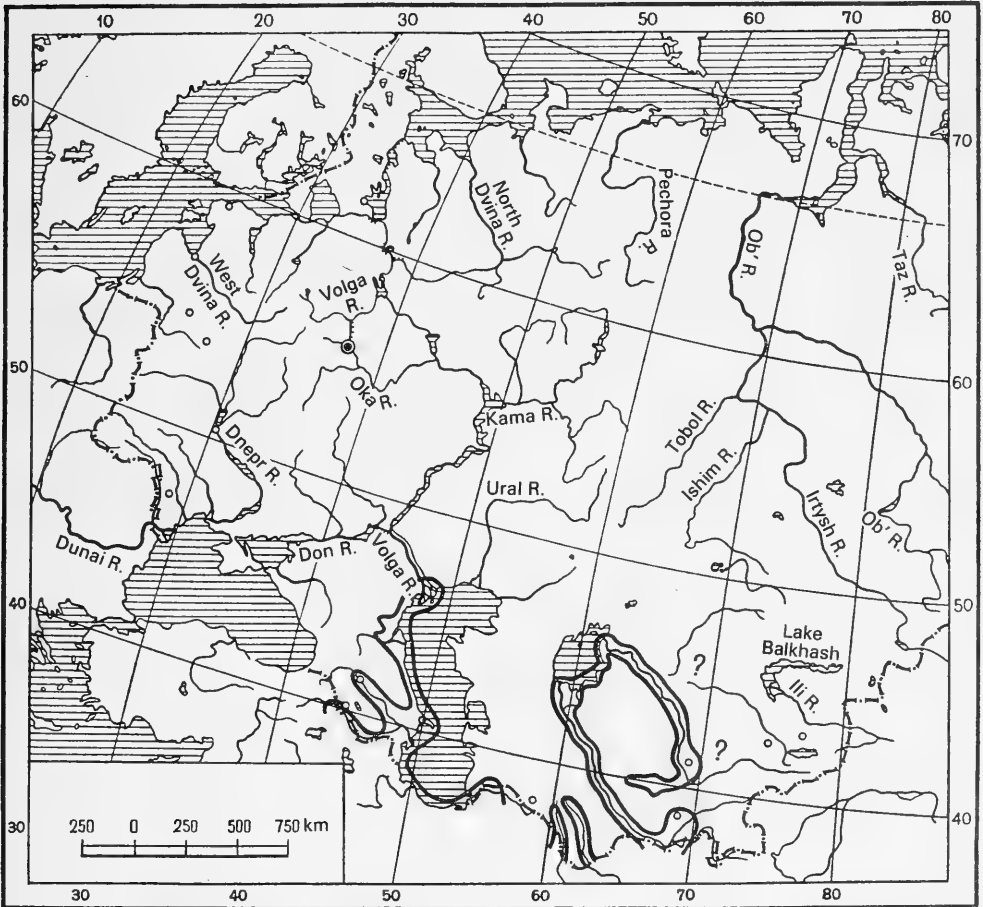 10 20 30 40 50 60 70 80
60
70
North
Dvina R.
Pechora
R.
Ob' R.
Taz R.
West
Dvina R.
Volga
R.
50
60
Oka R.
Kama R.
Tobol R.
Ishim R.
Dnepr R.
Ural R.
Irtysh R.
Ob' R.
Dunai R.
Don R.
Volga R.
40
50
Lake
Balkhash
?
Ili R.
?
250 0 250 500 750 km
30
40
30 40 50 60 70 80